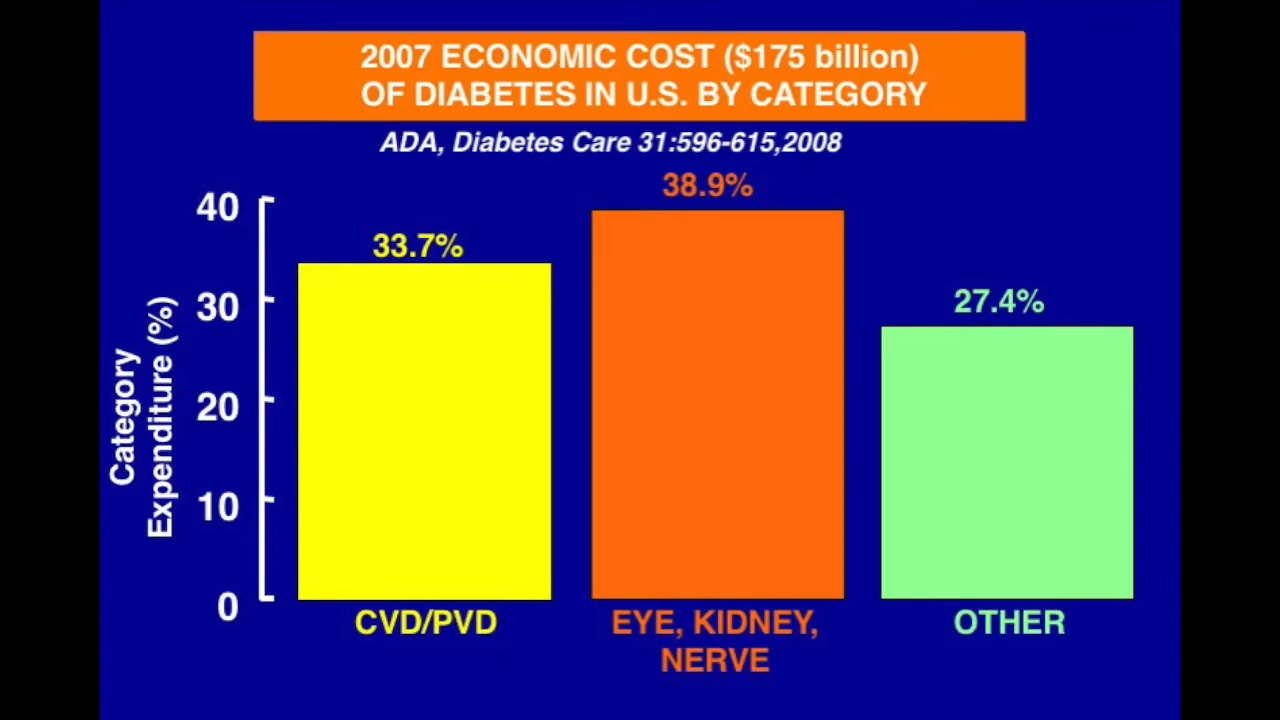 2007 ECONOMIC COST ($175 billion)
OF DIABETES IN U.S. BY CATEGORY
ADA, Diabetes Care 31:596-615,2008
38.9%
33.7%
27.4%
40
30
20
10
0
Category
Expenditure (%)
CVD/PVD
EYE, KIDNEY,
NERVE
OTHER